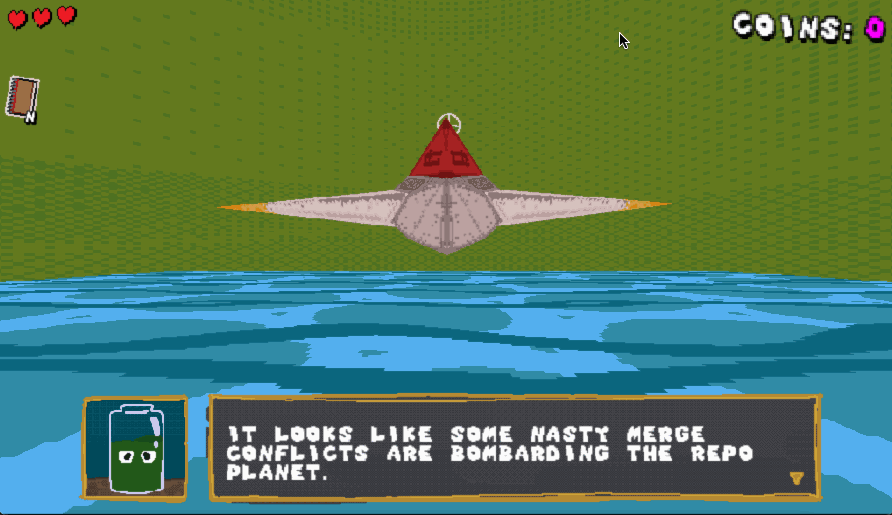 COINS: 0
N
IT LOOKS LIKE SOME NASTY MERGE
CONFLICTS ARE BOMBARDING THE REPO
PLANET.